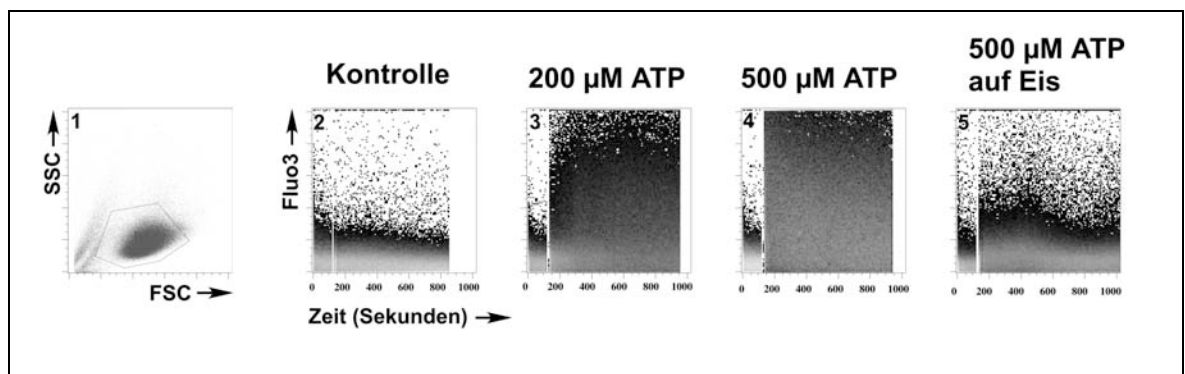 Kontrolle
200 µM ATP
500 µM ATP
500 µM ATP
auf Eis
1
SSC
FSC
2
Fluo3
0 200 400 600 800 1000
Zeit (Sekunden)
3
0 200 400 600 800 1000
4
0 200 400 600 800 1000
5
0 200 400 600 800 1000